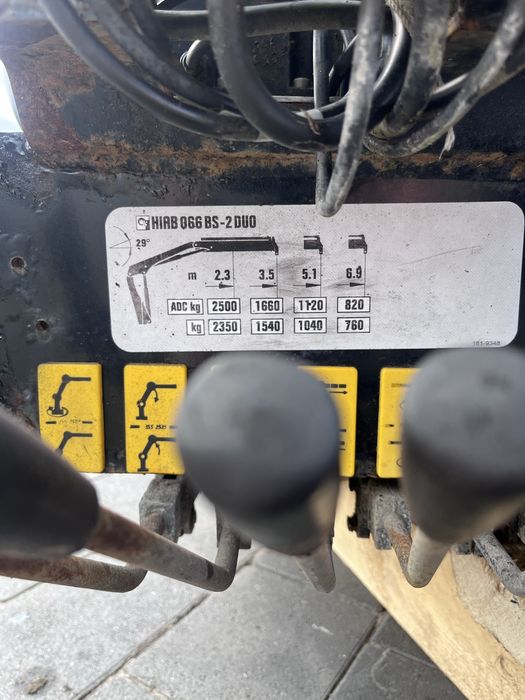 HIAB 066 BS-2 DUO
29°
m 2.3 3.5 5.1 6.9
ADC kg 2500 1660 1120 820
kg 2350 1540 1040 760